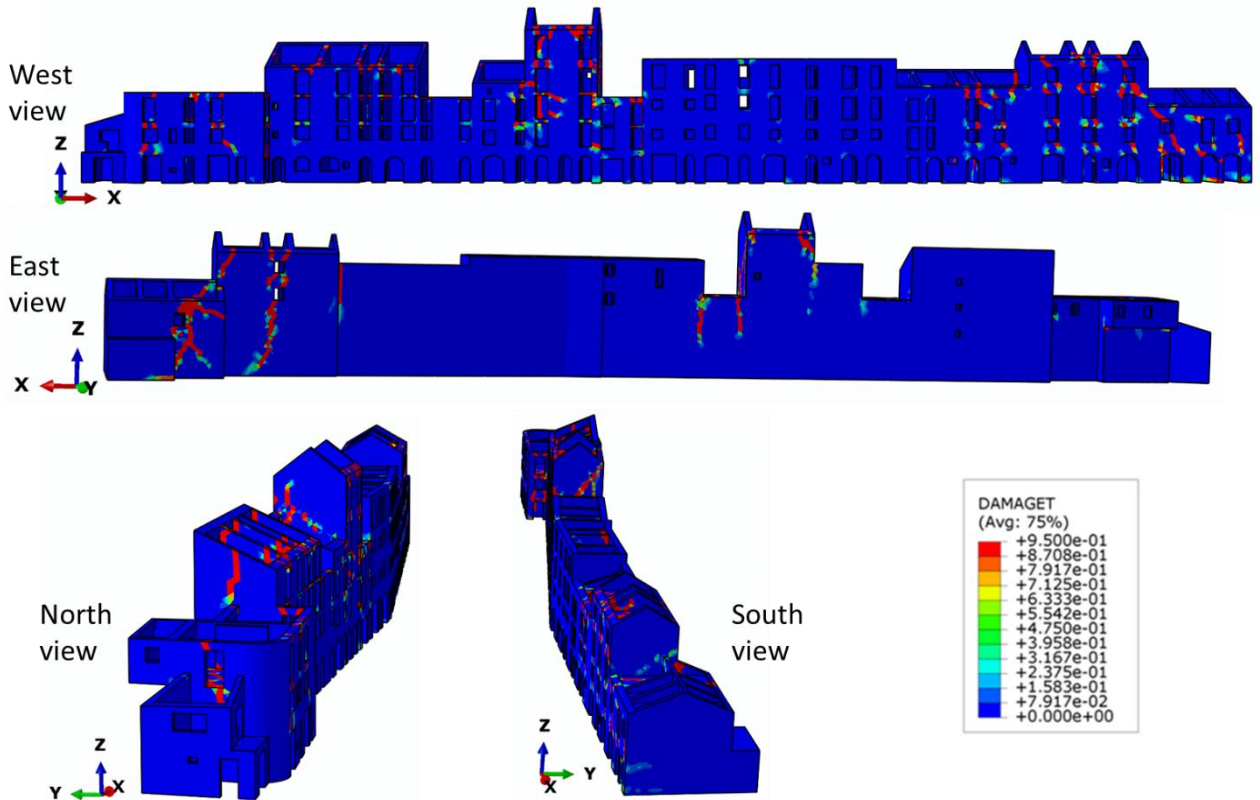 West
view
Z
X
East
view
Z
X
Y
North
view
Z
Y
X
South
view
Z
Y
X
DAMAGET
(Avg: 75%)
+9.500e-01
+8.708e-01
+7.917e-01
+7.125e-01
+6.333e-01
+5.542e-01
+4.750e-01
+3.958e-01
+3.167e-01
+2.375e-01
+1.583e-01
+7.917e-02
+0.000e+00